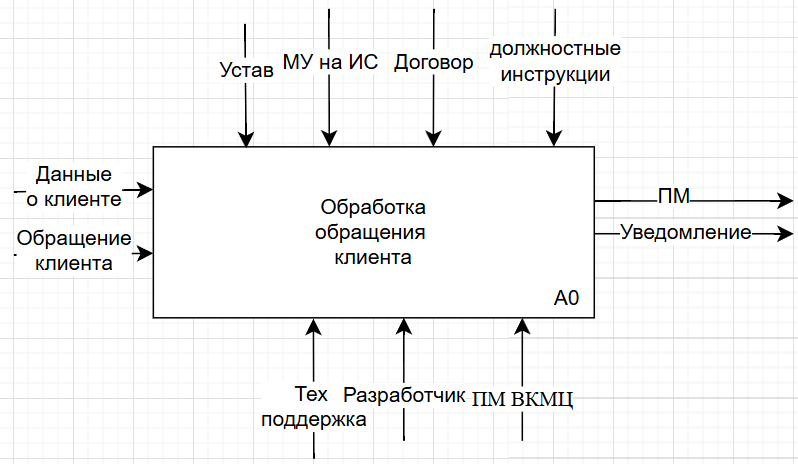 Устав
МУ на ИС
Договор
должностные
инструкции
Данные
о клиенте
Обращение
клиента
Обработка
обращения
клиента
A0
ПМ
Уведомление
Тех
поддержка
Разработчик
ПМ ВКМЦ